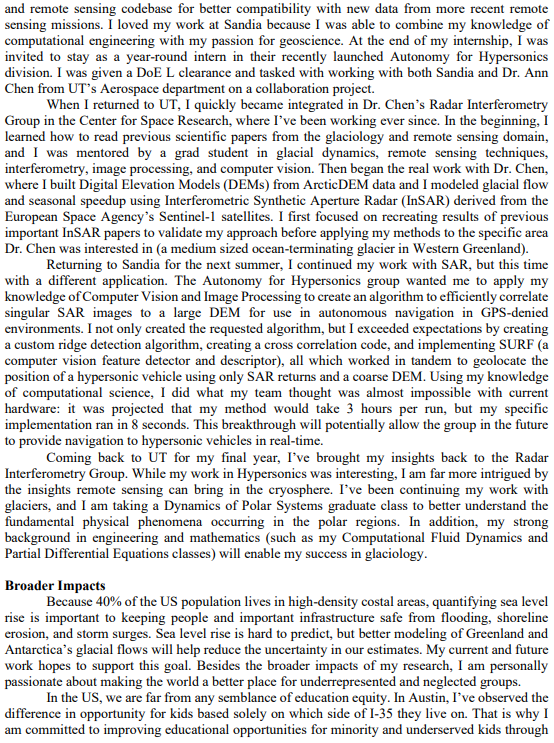 and remote sensing codebase for better compatibility with new data from more recent remote
sensing missions. I loved my work at Sandia because I was able to combine my knowledge of
computational engineering with my passion for geoscience. At the end of my internship, I was
invited to stay as a year-round intern in their recently launched Autonomy for Hypersonics
division. I was given a DoE L clearance and tasked with working with both Sandia and Dr. Ann
Chen from UT's Aerospace department on a collaboration project.
When I returned to UT, I quickly became integrated in Dr. Chen's Radar Interferometry
Group in the Center for Space Research, where I've been working ever since. In the beginning, I
learned how to read previous scientific papers from the glaciology and remote sensing domain,
and I was mentored by a grad student in glacial dynamics, remote sensing techniques,
interferometry, image processing, and computer vision. Then began the real work with Dr. Chen,
where I built Digital Elevation Models (DEMs) from ArcticDEM data and I modeled glacial flow
and seasonal speedup using Interferometric Synthetic Aperture Radar (InSAR) derived from the
European Space Agency's Sentinel-1 satellites. I first focused on recreating results of previous
important InSAR papers to validate my approach before applying my methods to the specific area
Dr. Chen was interested in (a medium sized ocean-terminating glacier in Western Greenland).
Returning to Sandia for the next summer, I continued my work with SAR, but this time
with a different application. The Autonomy for Hypersonics group wanted me to apply my
knowledge of Computer Vision and Image Processing to create an algorithm to efficiently correlate
singular SAR images to a large DEM for use in autonomous navigation in GPS-denied
environments. I not only created the requested algorithm, but I exceeded expectations by creating
a custom ridge detection algorithm, creating a cross correlation code, and implementing SURF (a
computer vision feature detector and descriptor), all which worked in tandem to geolocate the
position of a hypersonic vehicle using only SAR returns and a coarse DEM. Using my knowledge
of computational science, I did what my team thought was almost impossible with current
hardware: it was projected that my method would take 3 hours per run, but my specific
implementation ran in 8 seconds. This breakthrough will potentially allow the group in the future
to provide navigation to hypersonic vehicles in real-time.
Coming back to UT for my final year, I've brought my insights back to the Radar
Interferometry Group. While my work in Hypersonics was interesting, I am far more intrigued by
the insights remote sensing can bring in the cryosphere. I've been continuing my work with
glaciers, and I am taking a Dynamics of Polar Systems graduate class to better understand the
fundamental physical phenomena occurring in the polar regions. In addition, my strong
background in engineering and mathematics (such as my Computational Fluid Dynamics and
Partial Differential Equations classes) will enable my success in glaciology.
Broader Impacts
Because 40% of the US population lives in high-density costal areas, quantifying sea level
rise is important to keeping people and important infrastructure safe from flooding, shoreline
erosion, and storm surges. Sea level rise is hard to predict, but better modeling of Greenland and
Antarctica's glacial flows will help reduce the uncertainty in our estimates. My current and future
work hopes to support this goal. Besides the broader impacts of my research, I am personally
passionate about making the world a better place for underrepresented and neglected groups.
In the US, we are far from any semblance of education equity. In Austin, I've observed the
difference in opportunity for kids based solely on which side of I-35 they live on. That is why I
am committed to improving educational opportunities for minority and underserved kids through